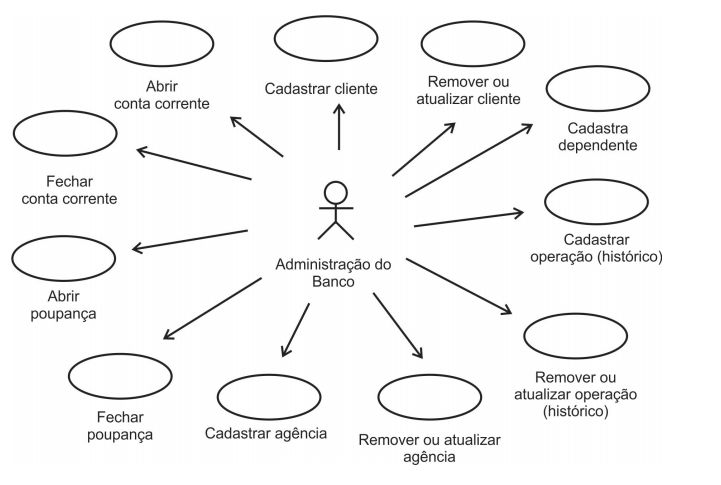 Abrir
conta corrente
Cadastrar cliente
Remover ou
atualizar cliente
Cadastra
dependente
Fechar
conta corrente
Cadastrar
operação (histórico)
Administração do
Banco
Abrir
poupança
Remover ou
atualizar operação
(histórico)
Fechar
poupança
Cadastrar agência
Remover ou atualizar
agência